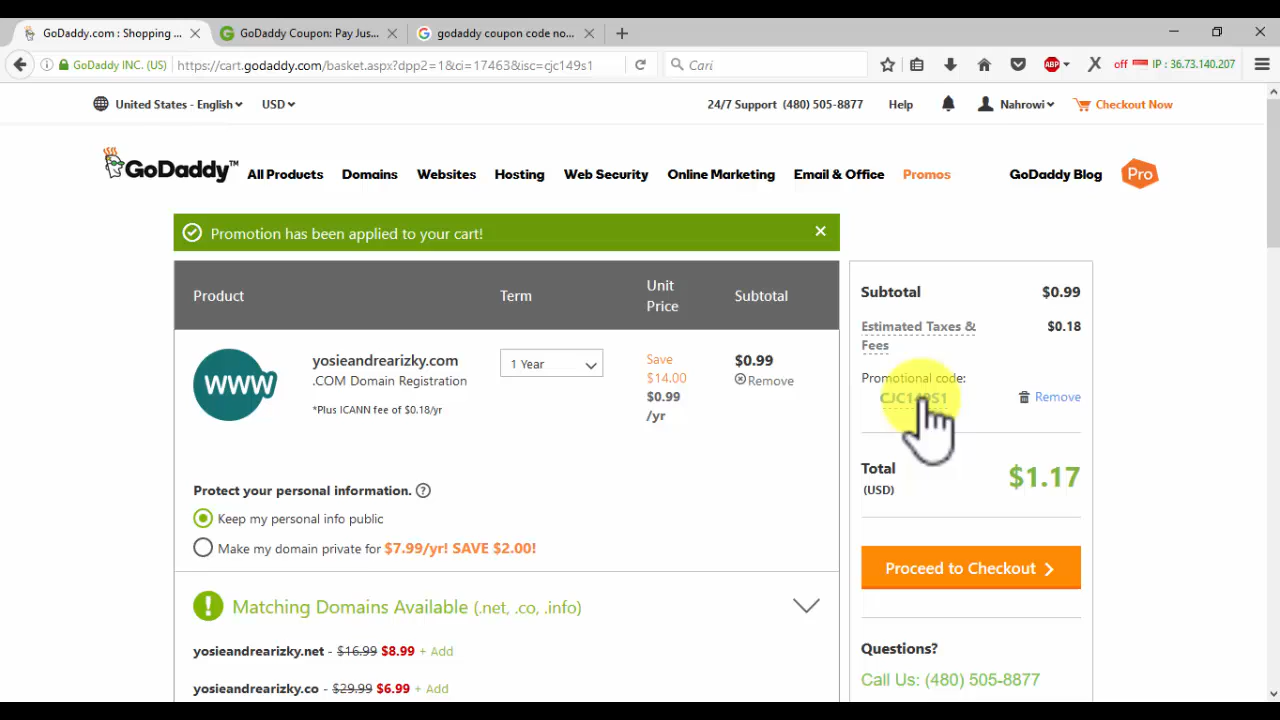 GoDaddy.com : Shopping ...
GoDaddy Coupon: Pay Jus...
godaddy coupon code no...
GoDaddy INC. (US)
https://cart.godaddy.com/basket.aspx?dpp2=1&ci=17463&isc=cjc149s1
Cari
ABP
off
IP : 36.73.140.207
United States - English
USD
24/7 Support (480) 505-8877
Help
Nahrowi
Checkout Now
GoDaddy™
All Products
Domains
Websites
Hosting
Web Security
Online Marketing
Email & Office
Promos
GoDaddy Blog
Pro
Promotion has been applied to your cart!
Product
Term
Unit
Price
Subtotal
WWW
yosieandrearizky.com
.COM Domain Registration
*Plus ICANN fee of $0.18/yr
1 Year
Save
$14.00
$0.99
/yr
$0.99
Remove
Protect your personal information. ?
Keep my personal info public
Make my domain private for $7.99/yr! SAVE $2.00!
! Matching Domains Available (.net, .co, .info)
yosieandrearizky.net - $16.99 $8.99 + Add
yosieandrearizky.co - $29.99 $6.99 + Add
Subtotal $0.99
Estimated Taxes & $0.18
Fees
Promotional code:
CJC149S1
Remove
Total $1.17
(USD)
Proceed to Checkout
Questions?
Call Us: (480) 505-8877